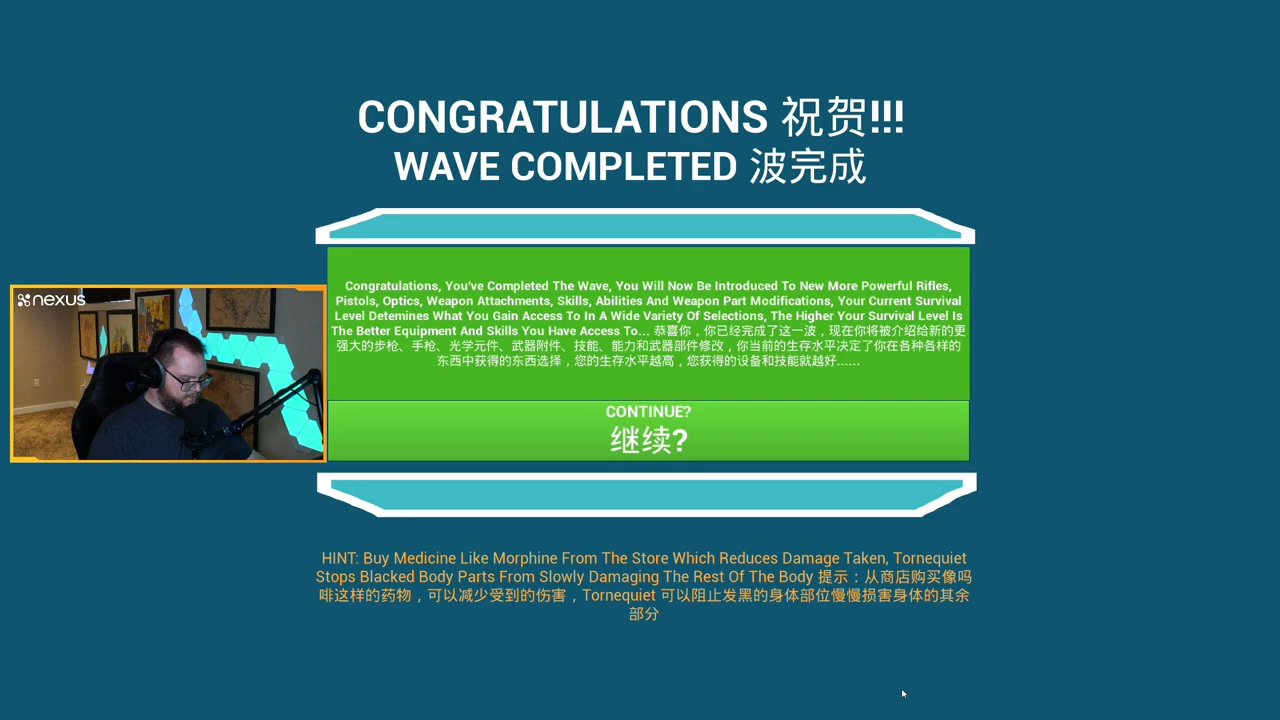 CONGRATULATIONS 祝贺!!!
WAVE COMPLETED 波完成
Congratulations, You've Completed The Wave, You Will Now Be Introduced To New More Powerful Rifles,
Pistols, Optics, Weapon Attachments, Skills, Abilities And Weapon Part Modifications, Your Current Survival
Level Detemines What You Gain Access To In A Wide Variety Of Selections, The Higher Your Survival Level Is
The Better Equipment And Skills You Have Access To... 恭喜你，你已经完成了这一波，现在你将被介绍给新的更
强大的步枪、手枪、光学元件、武器附件、技能、能力和武器部件修改，你当前的生存水平决定了你在各种各样的
东西中获得的东西选择，您的生存水平越高，您获得的设备和技能就越好......
nexus
CONTINUE?
继续?
HINT: Buy Medicine Like Morphine From The Store Which Reduces Damage Taken, Tornequiet
Stops Blacked Body Parts From Slowly Damaging The Rest Of The Body 提示：从商店购买像吗
啡这样的药物，可以减少受到的伤害，Tornequiet 可以阻止发黑的身体部位慢慢损害身体的其余
部分